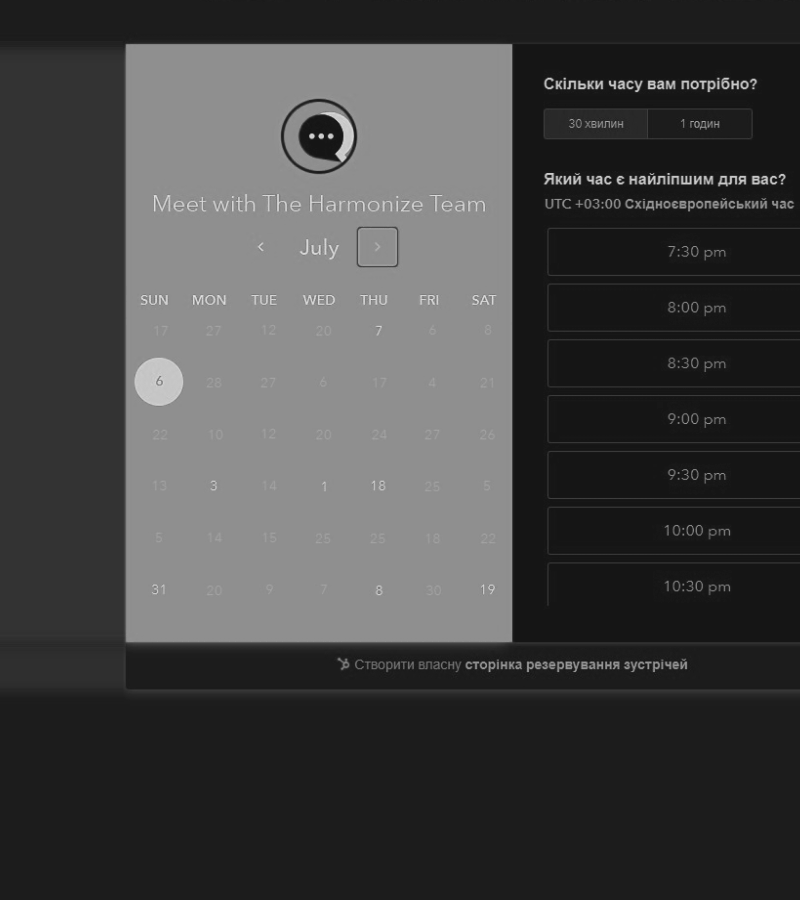 Meet with The Harmonize Team
July
SUN MON TUE WED THU FRI SAT
17 27 12 20 7 6 8
6 28 27 6 17 4 21
22 10 12 20 24 27 26
13 3 14 1 18 25 5
5 14 15 25 25 18 22
31 20 9 7 8 30 19
Скільки часу вам потрібно?
30 хвилин 1 годин
Який час є найліпшим для вас?
UTC +03:00 Східноєвропейський час
7:30 pm
8:00 pm
8:30 pm
9:00 pm
9:30 pm
10:00 pm
10:30 pm
Створити власну сторінка резервування зустрічей